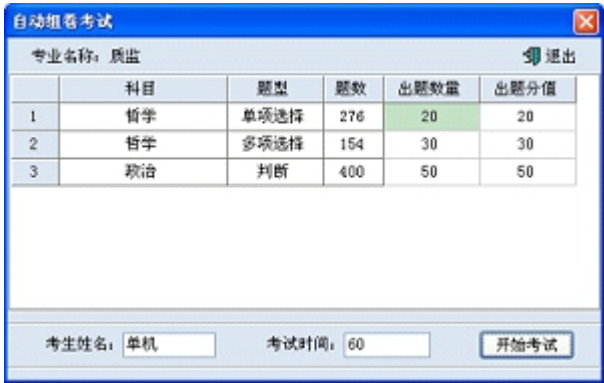 自动组卷考试
专业名称：质监 退出
科目 题型 题数 出题数量 出题分值
1 哲学 单项选择 276 20 20
2 哲学 多项选择 154 30 30
3 政治 判断 400 50 50
考生姓名：单机 考试时间：60 开始考试